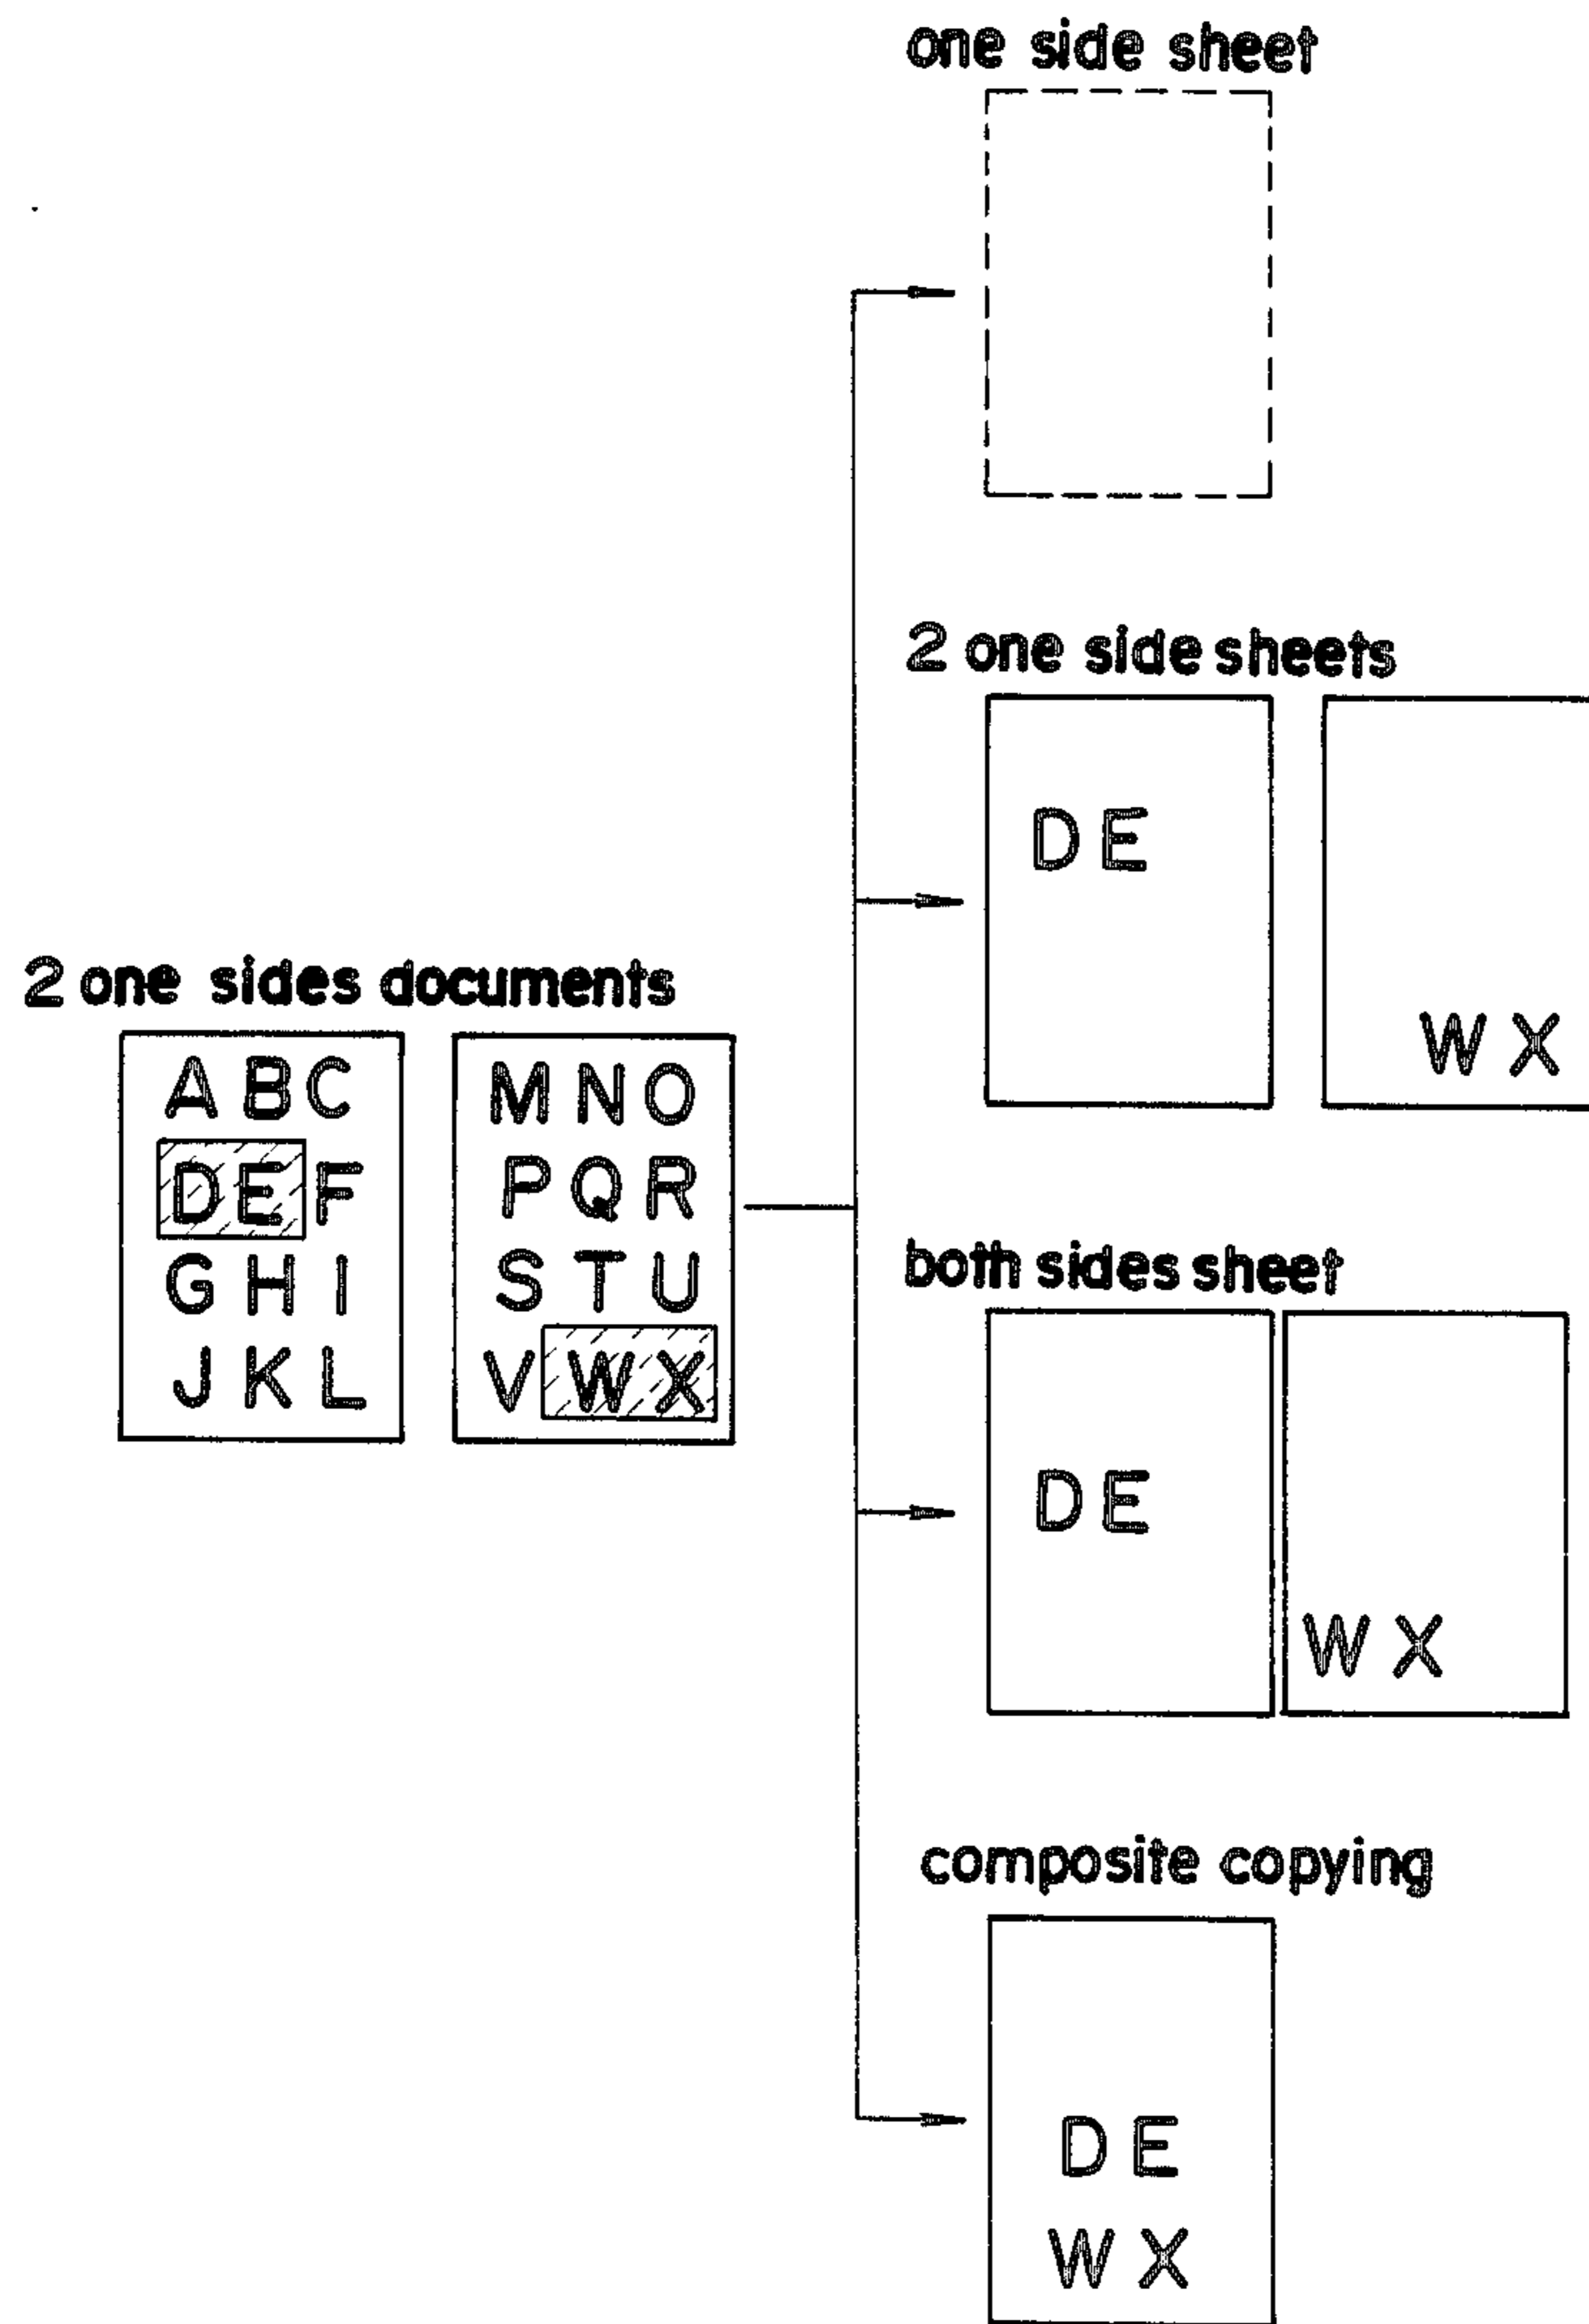 one side sheet
2 one side sheets
D E
W X
2 one sides documents
A B C
D E F
G H I
J K L
M N O
P Q R
S T U
V W X
both sides sheet
D E
W X
composite copying
D E
W X